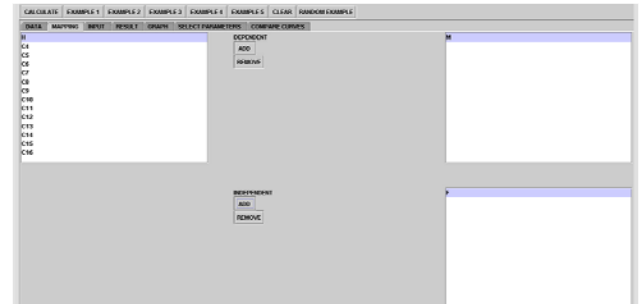 CALCULATE EXAMPLE 1 EXAMPLE 2 EXAMPLE 3 EXAMPLE 4 EXAMPLE 5 CLEAR RANDOM EXAMPLE
DATA MAPPING INPUT RESULT GRAPH SELECT PARAMETERS COMPARE CURVES
H DEPENDENT M
C4 ADD
C5
C6 REMOVE
C7
C8
C9
C10
C11
C12
C13
C14
C15
C16
INDEPENDENT F
ADD
REMOVE